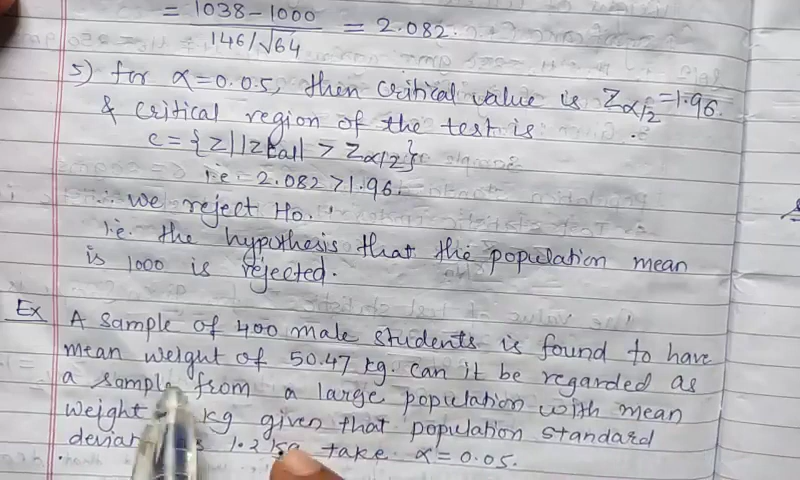 = 1038 - 1000 / 146/√64 = 2.082.
5) for α = 0.05, then critical value is Zα/2 = 1.96.
& critical region of the test is
c = {Z||Zcal| > Zα/2}
i.e. 2.082 > 1.96.
∴ we reject H0.
i.e. the hypothesis that the population mean
is 1000 is rejected.
Ex A sample of 400 male students is found to have
mean weight of 50.47 kg. can it be regarded as
a sample from a large population with mean
weight kg given that population standard
1.2 take α = 0.05.